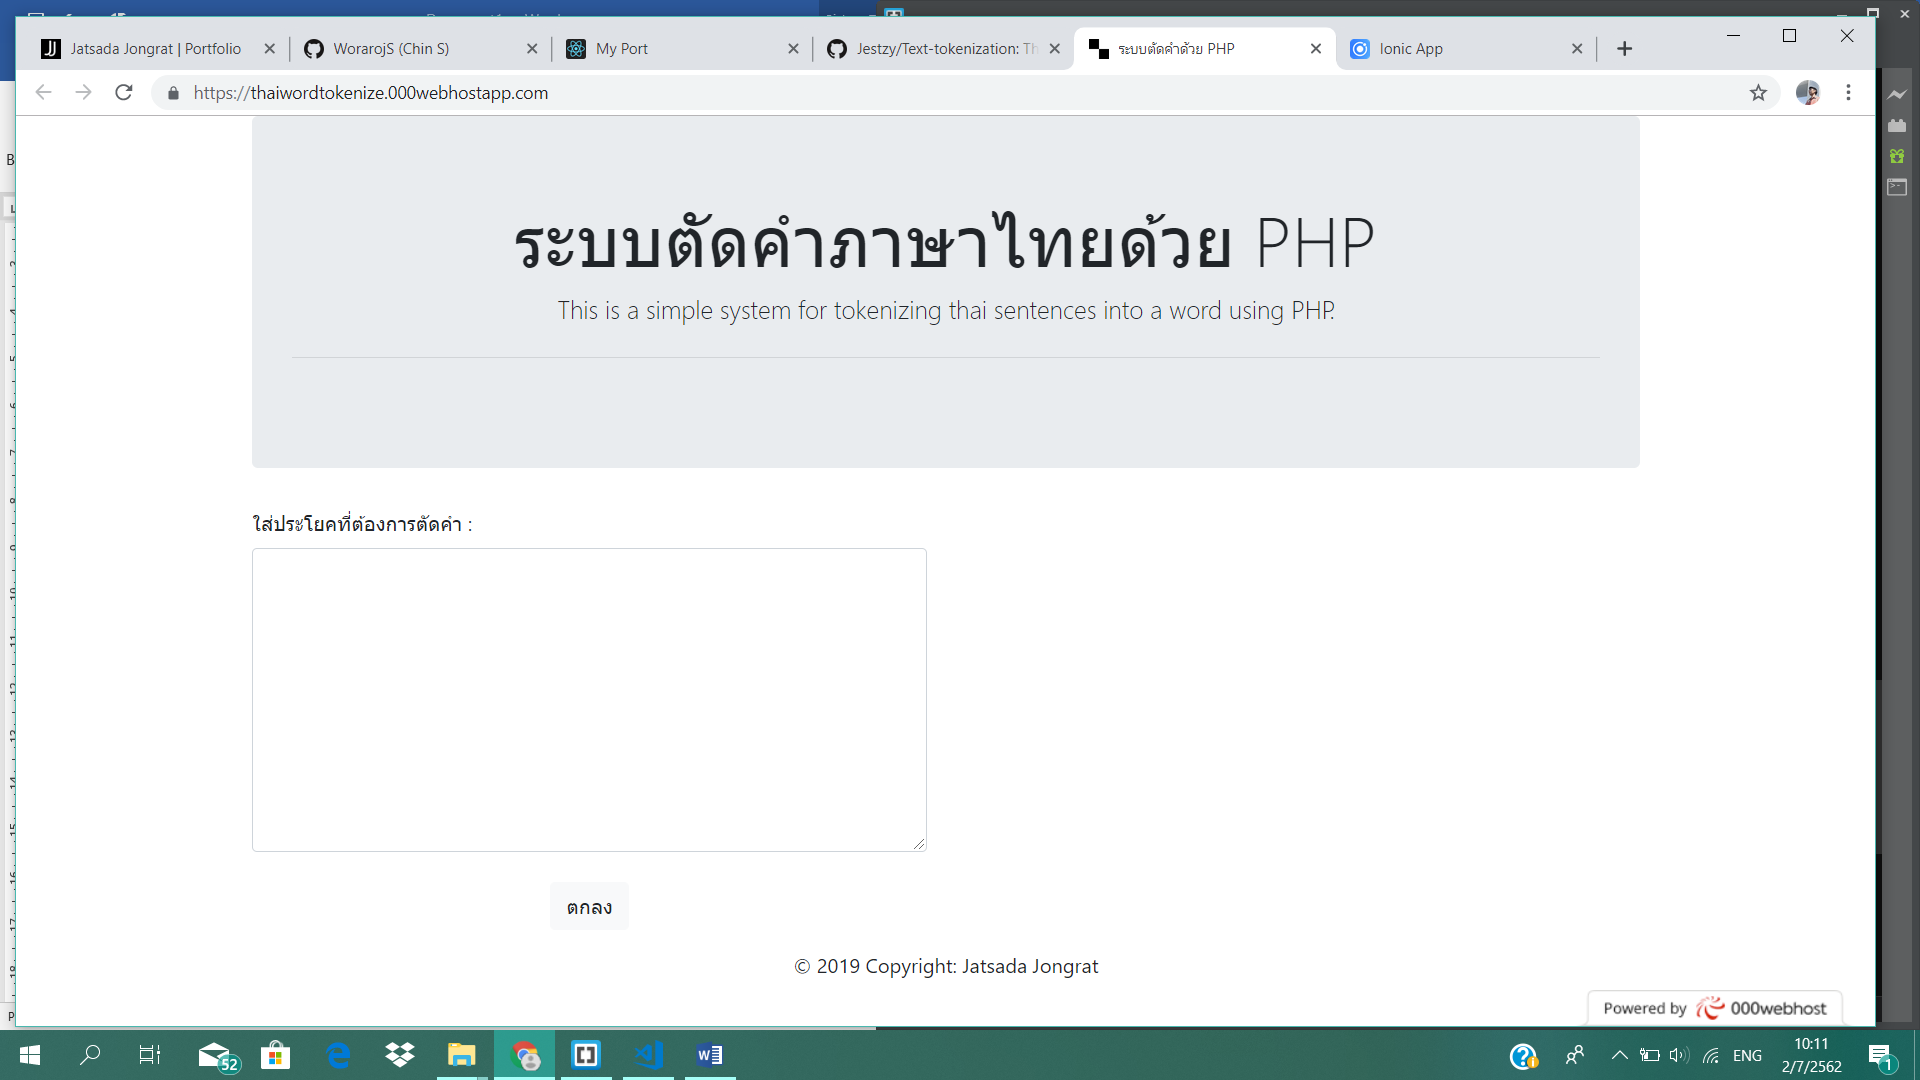 Jatsada Jongrat | Portfolio
WorarojS (Chin S)
My Port
Jestzy/Text-tokenization: Th
ระบบตัดคำด้วย PHP
Ionic App
https://thaiwordtokenize.000webhostapp.com
ระบบตัดคำภาษาไทยด้วย PHP
This is a simple system for tokenizing thai sentences into a word using PHP.
ใส่ประโยคที่ต้องการตัดคำ :
ตกลง
© 2019 Copyright: Jatsada Jongrat
Powered by 000webhost
52
ENG
10:11
2/7/2562
1